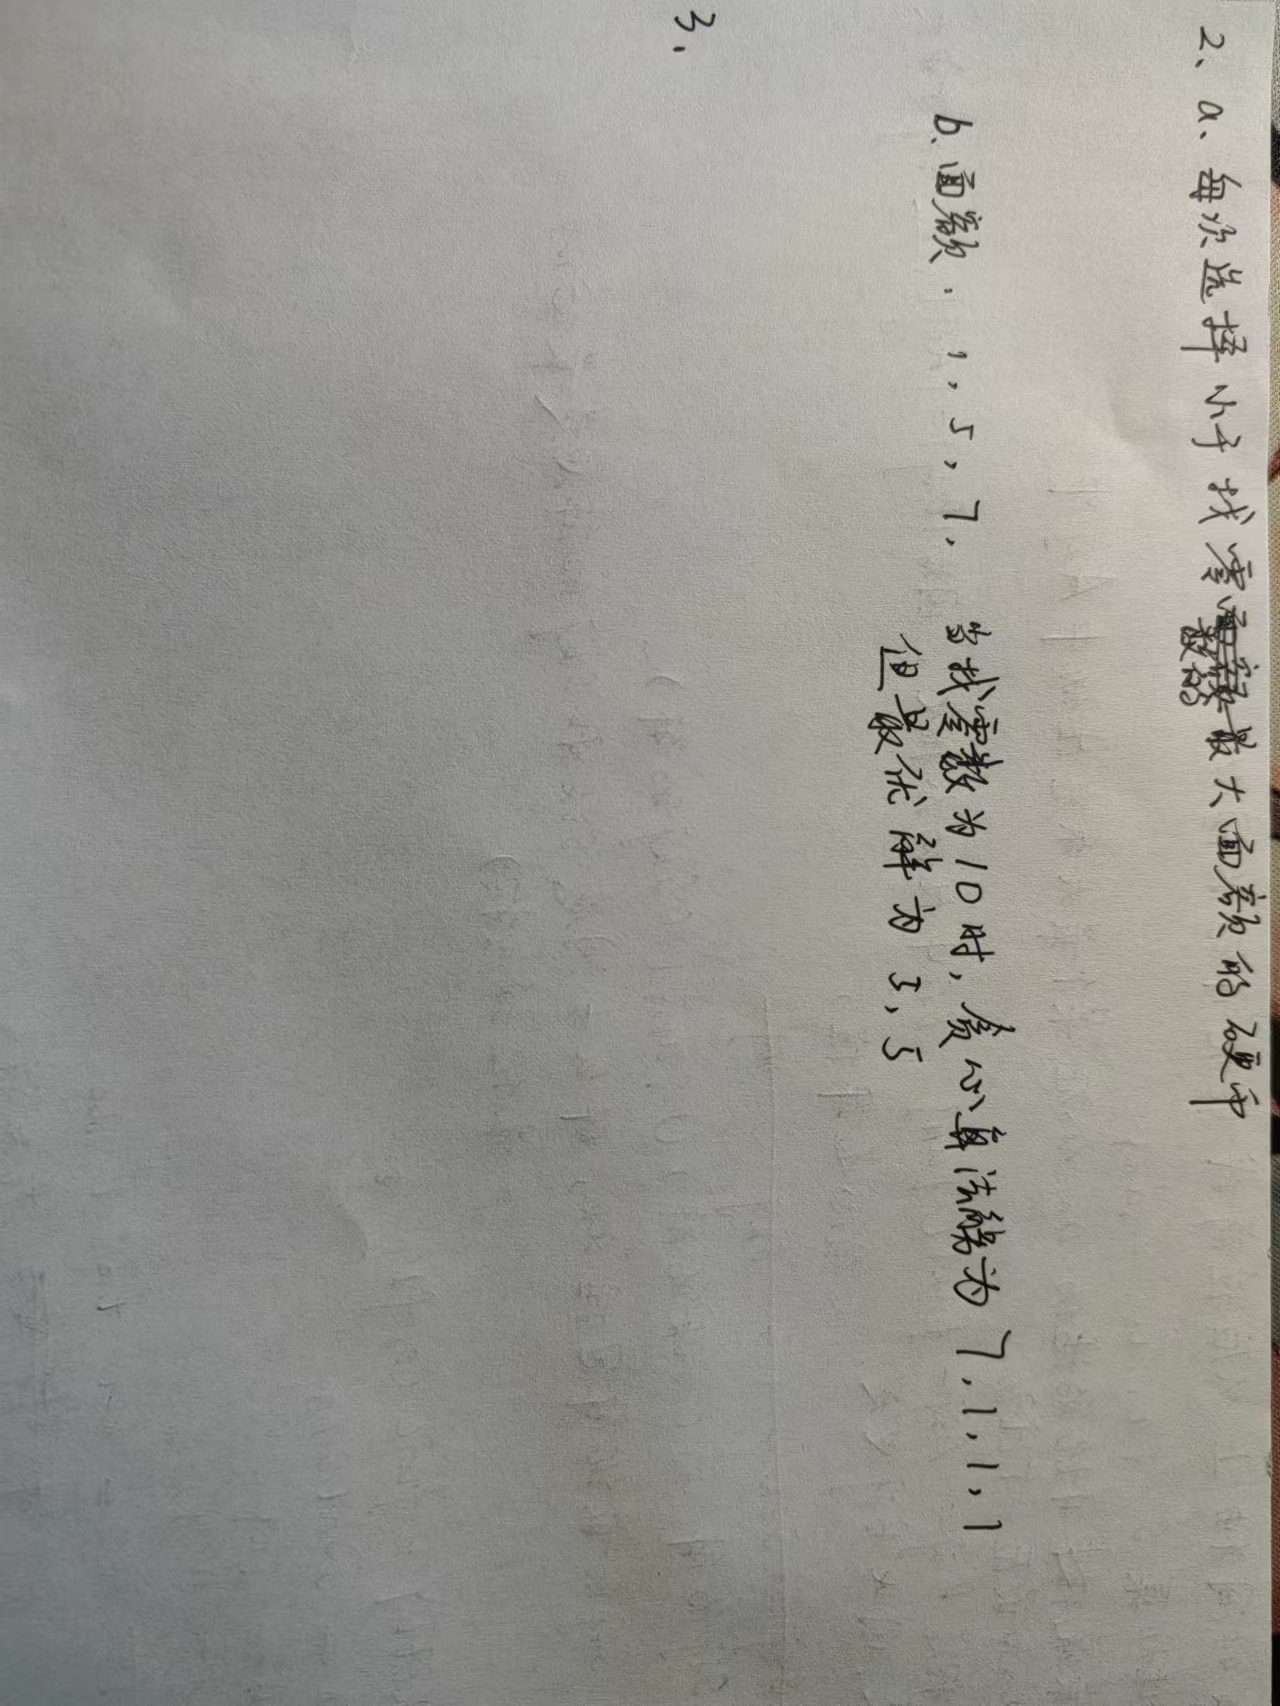 2、a、每次选择小于找零数的最大面额的硬币
b、面额：1，5，7，当找零数为10时，贪心算法解为7，1，1，1
但最优解为5，5
3、